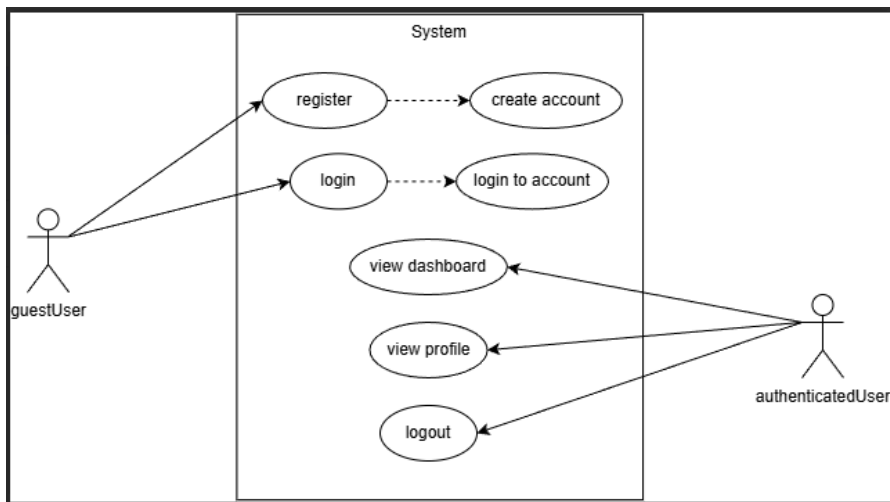 System
register
create account
login
login to account
view dashboard
guestUser
view profile
authenticatedUser
logout